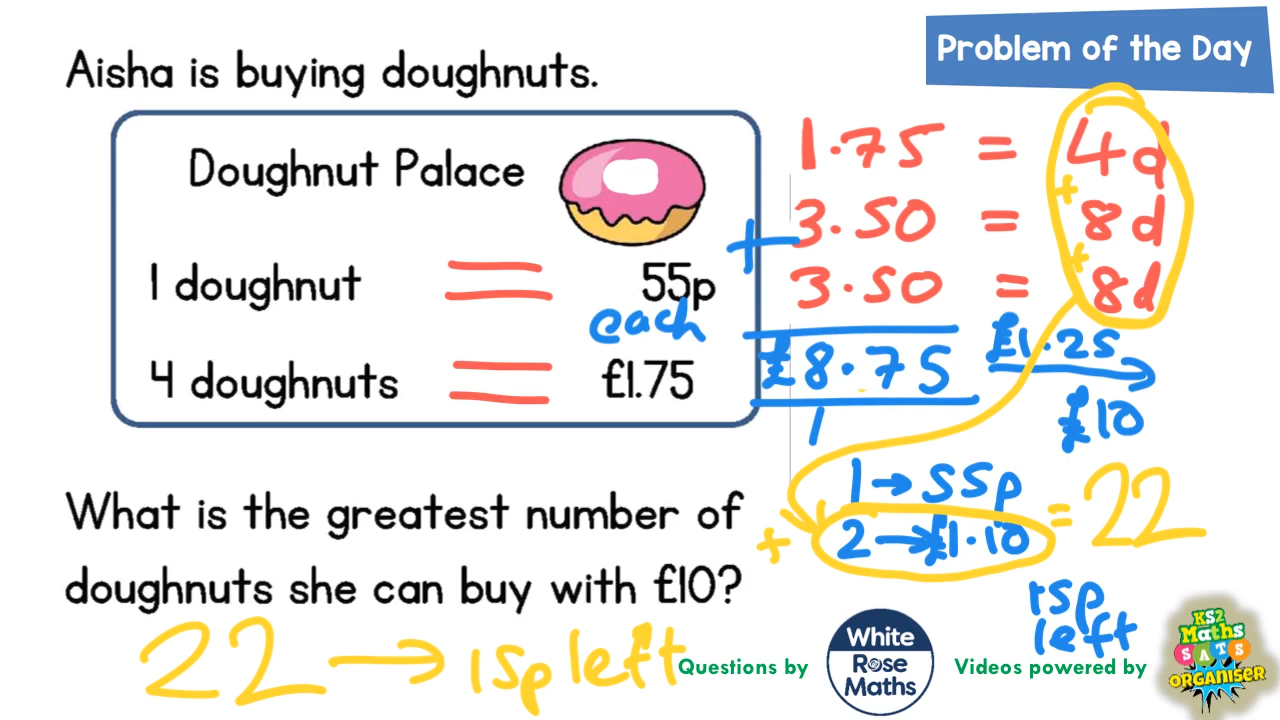 Problem of the Day
Aisha is buying doughnuts.
Doughnut Palace
1 doughnut = 55p
each
4 doughnuts = £1.75
1.75 = 4d
+
3.50 = 8d
+
+ 3.50 = 8d
£8.75
1
£1.25
£10
1 → 55p
+ 2 → £1.10 = 22
What is the greatest number of
doughnuts she can buy with £10?
22 → 15p left
15p
left
Questions by
White
Rose
Maths
Videos powered by
KS2
Maths
SATS
ORGANISER